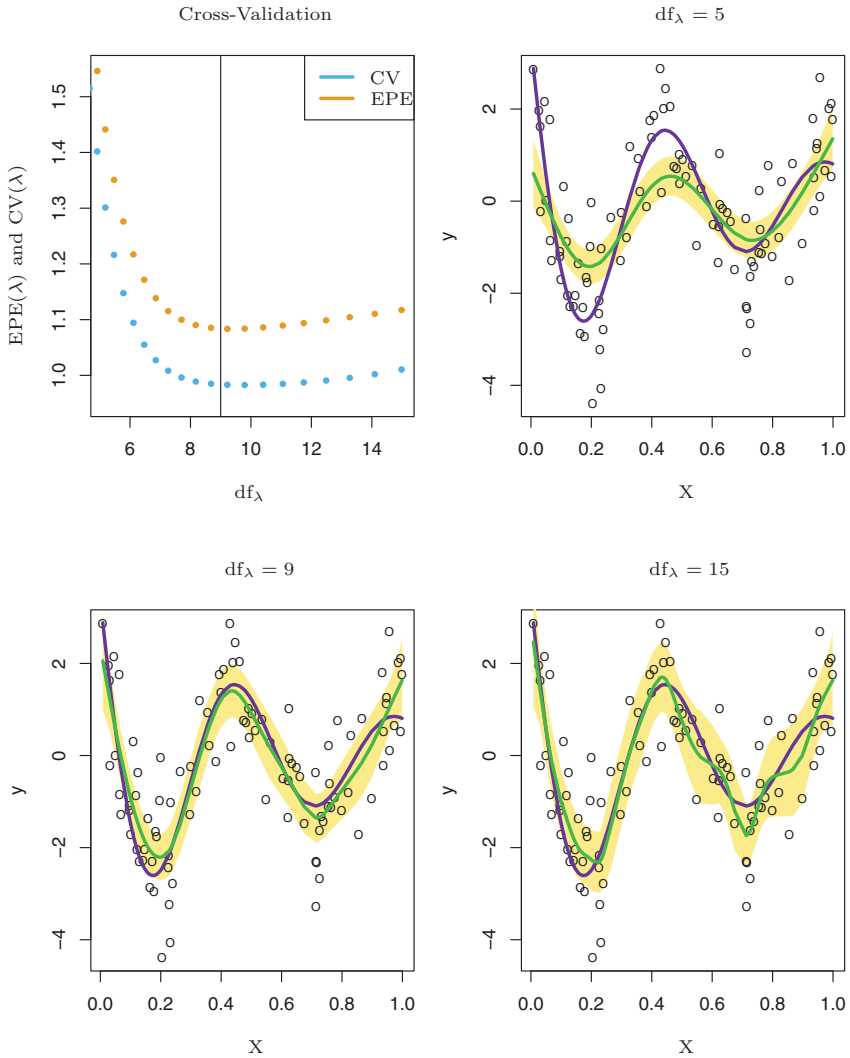 Cross-Validation
EPE(λ) and CV(λ)
1.5
1.4
1.3
1.2
1.1
1.0
CV
EPE
6 8 10 12 14
df_λ
df_λ = 5
y
2
0
-2
-4
0.0 0.2 0.4 0.6 0.8 1.0
X
df_λ = 9
y
2
0
-2
-4
0.0 0.2 0.4 0.6 0.8 1.0
X
df_λ = 15
y
2
0
-2
-4
0.0 0.2 0.4 0.6 0.8 1.0
X